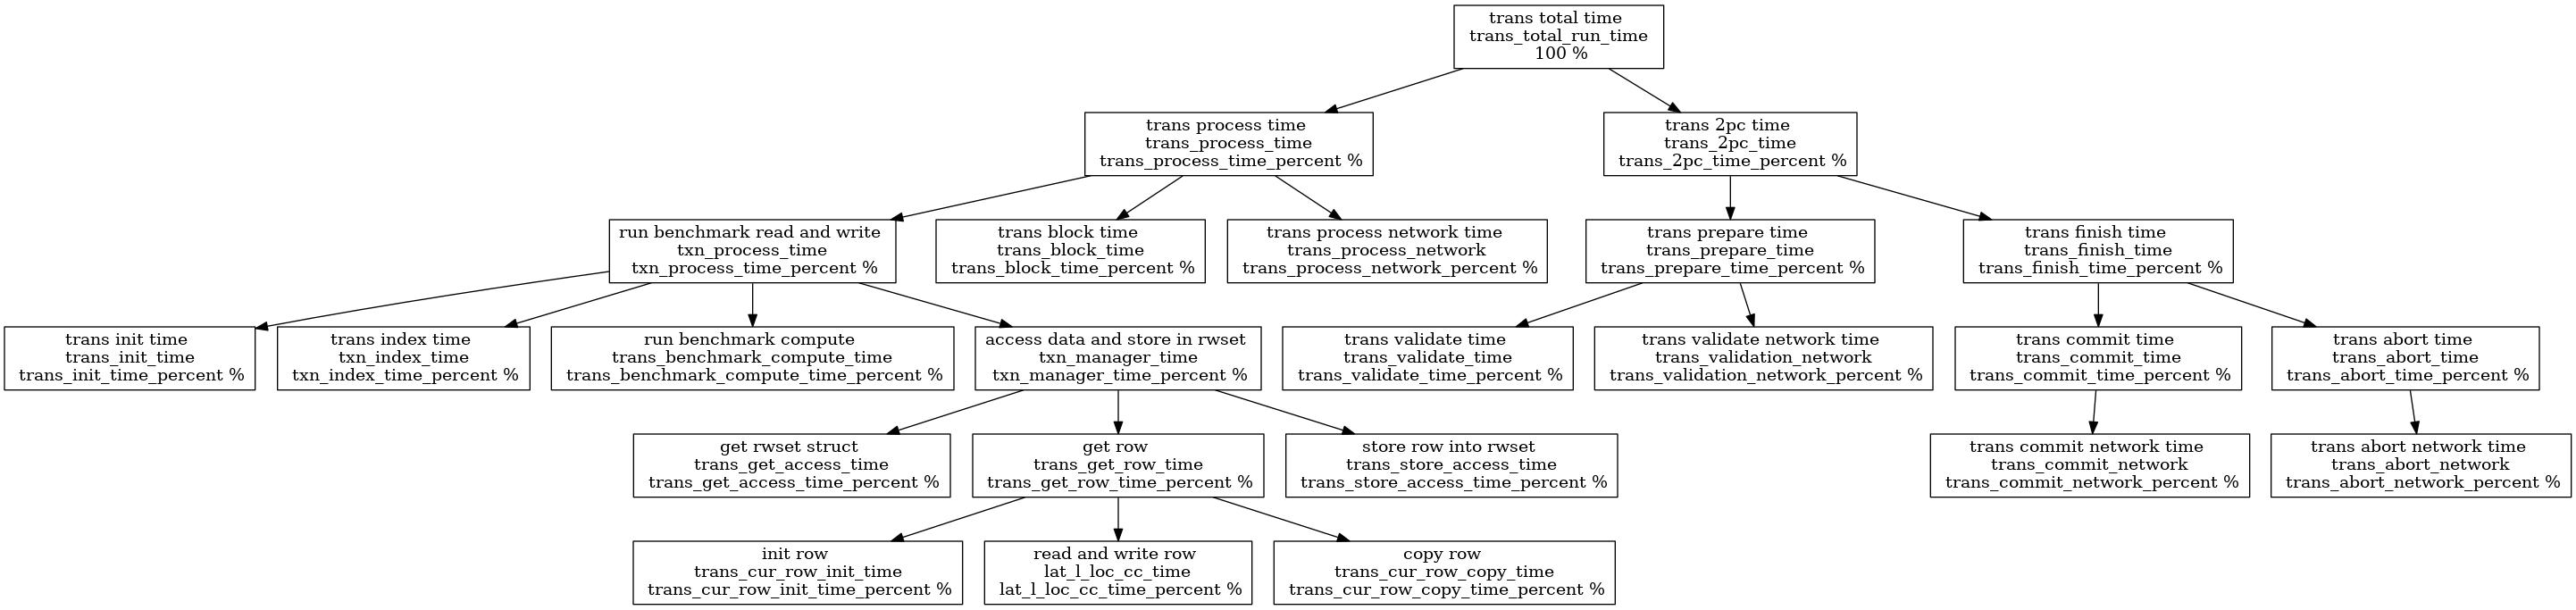 trans total time
trans_total_run_time
100 %
trans process time
trans_process_time
trans_process_time_percent %
trans 2pc time
trans_2pc_time
trans_2pc_time_percent %
run benchmark read and write
txn_process_time
txn_process_time_percent %
trans block time
trans_block_time
trans_block_time_percent %
trans process network time
trans_process_network
trans_process_network_percent %
trans prepare time
trans_prepare_time
trans_prepare_time_percent %
trans finish time
trans_finish_time
trans_finish_time_percent %
trans init time
trans_init_time
trans_init_time_percent %
trans index time
txn_index_time
txn_index_time_percent %
run benchmark compute
trans_benchmark_compute_time
trans_benchmark_compute_time_percent %
access data and store in rwset
txn_manager_time
txn_manager_time_percent %
trans validate time
trans_validate_time
trans_validate_time_percent %
trans validate network time
trans_validation_network
trans_validation_network_percent %
trans commit time
trans_commit_time
trans_commit_time_percent %
trans abort time
trans_abort_time
trans_abort_time_percent %
get rwset struct
trans_get_access_time
trans_get_access_time_percent %
get row
trans_get_row_time
trans_get_row_time_percent %
store row into rwset
trans_store_access_time
trans_store_access_time_percent %
trans commit network time
trans_commit_network
trans_commit_network_percent %
trans abort network time
trans_abort_network
trans_abort_network_percent %
init row
trans_cur_row_init_time
trans_cur_row_init_time_percent %
read and write row
lat_l_loc_cc_time
lat_l_loc_cc_time_percent %
copy row
trans_cur_row_copy_time
trans_cur_row_copy_time_percent %